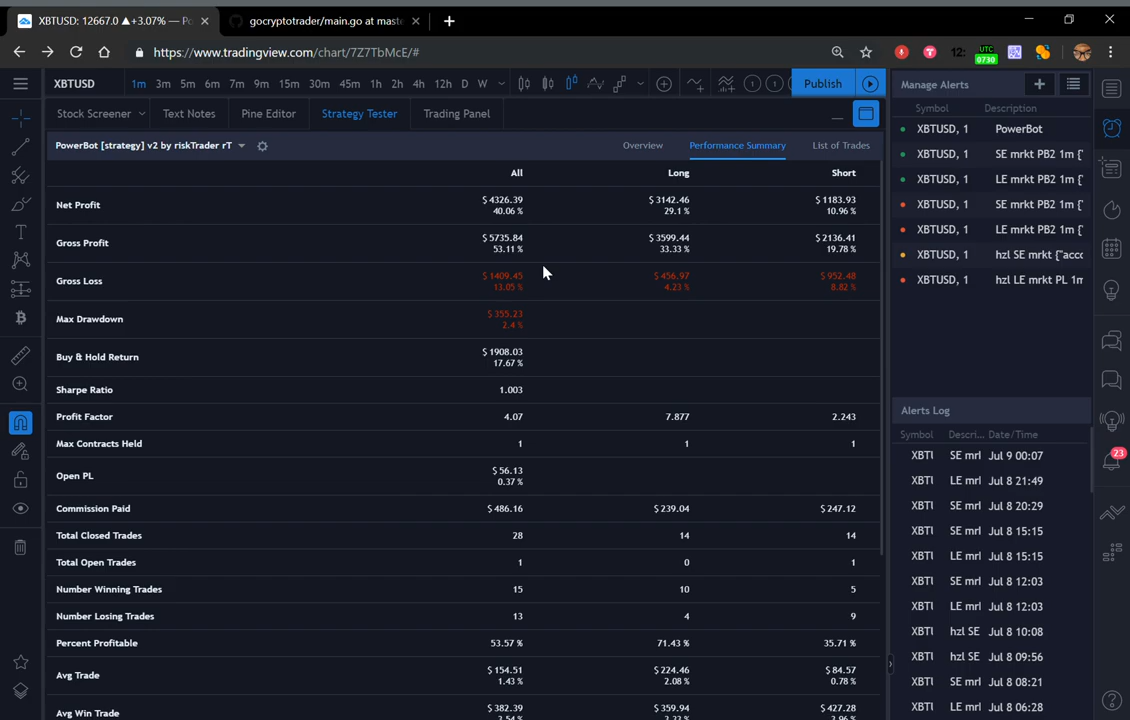 XBTUSD: 12667.0 ▲+3.07% — Po
gocryptotrader/main.go at maste
https://www.tradingview.com/chart/7Z7TbMcE/#
12:
UTC
0730
XBTUSD 1m 3m 5m 6m 7m 9m 15m 30m 45m 1h 2h 4h 12h D W Publish
Manage Alerts
Stock Screener Text Notes Pine Editor Strategy Tester Trading Panel
Symbol Description
XBTUSD, 1 PowerBot
XBTUSD, 1 SE mrkt PB2 1m {"
XBTUSD, 1 LE mrkt PB2 1m {"
XBTUSD, 1 SE mrkt PB2 1m {"
XBTUSD, 1 LE mrkt PB2 1m {"
XBTUSD, 1 hzl SE mrkt {"acco
XBTUSD, 1 hzl LE mrkt PL 1m
PowerBot [strategy] v2 by riskTrader rT Overview Performance Summary List of Trades
All Long Short
Net Profit $ 4326.39 $ 3142.46 $ 1183.93
40.06 % 29.1 % 10.96 %
Gross Profit $ 5735.84 $ 3599.44 $ 2136.41
53.11 % 33.33 % 19.78 %
Gross Loss $ 1409.45 $ 456.97 $ 952.48
13.05 % 4.23 % 8.82 %
Max Drawdown $ 355.23
2.4 %
Buy & Hold Return $ 1908.03
17.67 %
Sharpe Ratio 1.003
Profit Factor 4.07 7.877 2.243
Max Contracts Held 1 1 1
Open PL $ 56.13
0.37 %
Commission Paid $ 486.16 $ 239.04 $ 247.12
Total Closed Trades 28 14 14
Total Open Trades 1 0 1
Number Winning Trades 15 10 5
Number Losing Trades 13 4 9
Percent Profitable 53.57 % 71.43 % 35.71 %
Avg Trade $ 154.51 $ 224.46 $ 84.57
1.43 % 2.08 % 0.78 %
Avg Win Trade $ 382.39 $ 359.94 $ 427.28
Alerts Log
Symbol Descri... Date/Time
XBTU SE mrl Jul 9 00:07
XBTU LE mrl Jul 8 21:49
XBTU SE mrl Jul 8 20:29
XBTU SE mrl Jul 8 15:15
XBTU LE mrl Jul 8 15:15
XBTU SE mrl Jul 8 12:03
XBTU LE mrl Jul 8 12:03
XBTU hzl SE Jul 8 10:08
XBTU hzl SE Jul 8 09:56
XBTU SE mrl Jul 8 08:21
XBTU LE mrl Jul 8 06:28
23